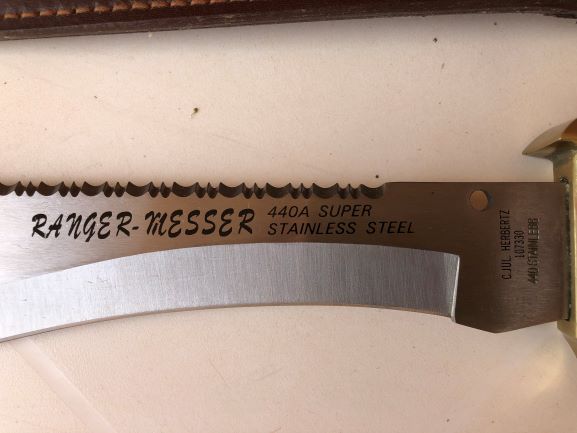 RANGER-MESSER
440A SUPER
STAINLESS STEEL
C.JUL. HERBERTZ
107330
440 STAINLESS